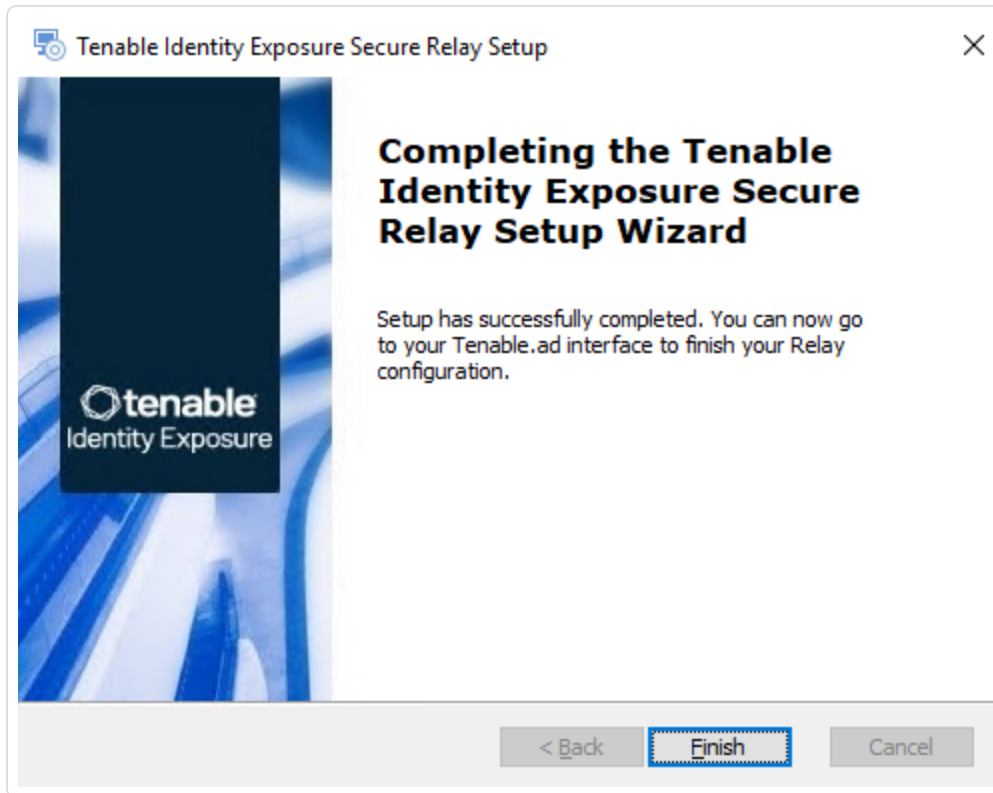 Tenable Identity Exposure Secure Relay Setup
Completing the Tenable
Identity Exposure Secure
Relay Setup Wizard
Setup has successfully completed. You can now go
to your Tenable.ad interface to finish your Relay
configuration.
tenable
Identity Exposure
< Back
Finish
Cancel